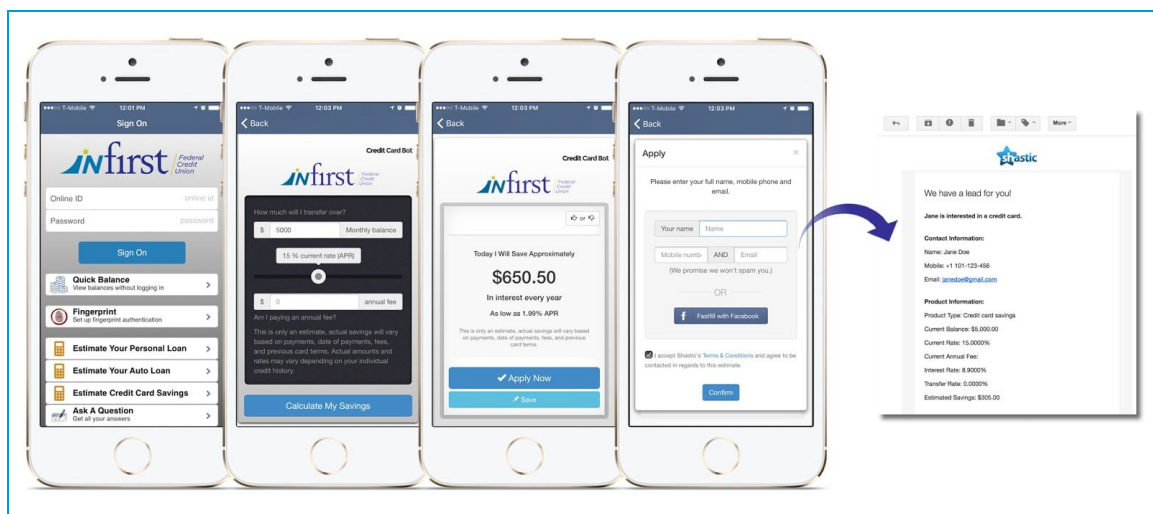 T-Mobile 12:01 PM
Sign On
INfirst Federal Credit Union
Online ID online id
Password password
Sign On
Quick Balance
View balances without logging in
Fingerprint
Set up fingerprint authentication
Estimate Your Personal Loan
Estimate Your Auto Loan
Estimate Credit Card Savings
Ask A Question
Get all your answers
T-Mobile 12:03 PM
Back
Credit Card Bot
INfirst Federal Credit Union
How much will I transfer over?
$ 5000 Monthly balance
15 % current rate (APR)
$ 0 annual fee
Am I paying an annual fee?
This is only an estimate, actual savings will vary
based on payments, date of payments, fees,
and previous card terms. Actual amounts and
rates may vary depending on your individual
credit history.
Calculate My Savings
T-Mobile 12:03 PM
Back
Credit Card Bot
INfirst Federal Credit Union
or
Today I Will Save Approximately
$650.50
In interest every year
As low as 1.99% APR
This is only an estimate, actual savings will vary based
on payments, date of payments, fees, and previous
card terms.
Apply Now
Save
T-Mobile 12:03 PM
Back
Apply ×
Please enter your full name, mobile phone and
email.
Your name Name
Mobile numb AND Email
(We promise we won't spam you.)
OR
f Fastfill with Facebook
I accept Shastic's Terms & Conditions and agree to be
contacted in regards to this estimate.
Confirm
More
shastic
We have a lead for you!
Jane is interested in a credit card.
Contact Information:
Name: Jane Doe
Mobile: +1 101-123-456
Email: janedoe@gmail.com
Product Information:
Product Type: Credit card savings
Current Balance: $5,000.00
Current Rate: 15.0000%
Current Annual Fee:
Interest Rate: 8.9000%
Transfer Rate: 0.0000%
Estimated Savings: $305.00